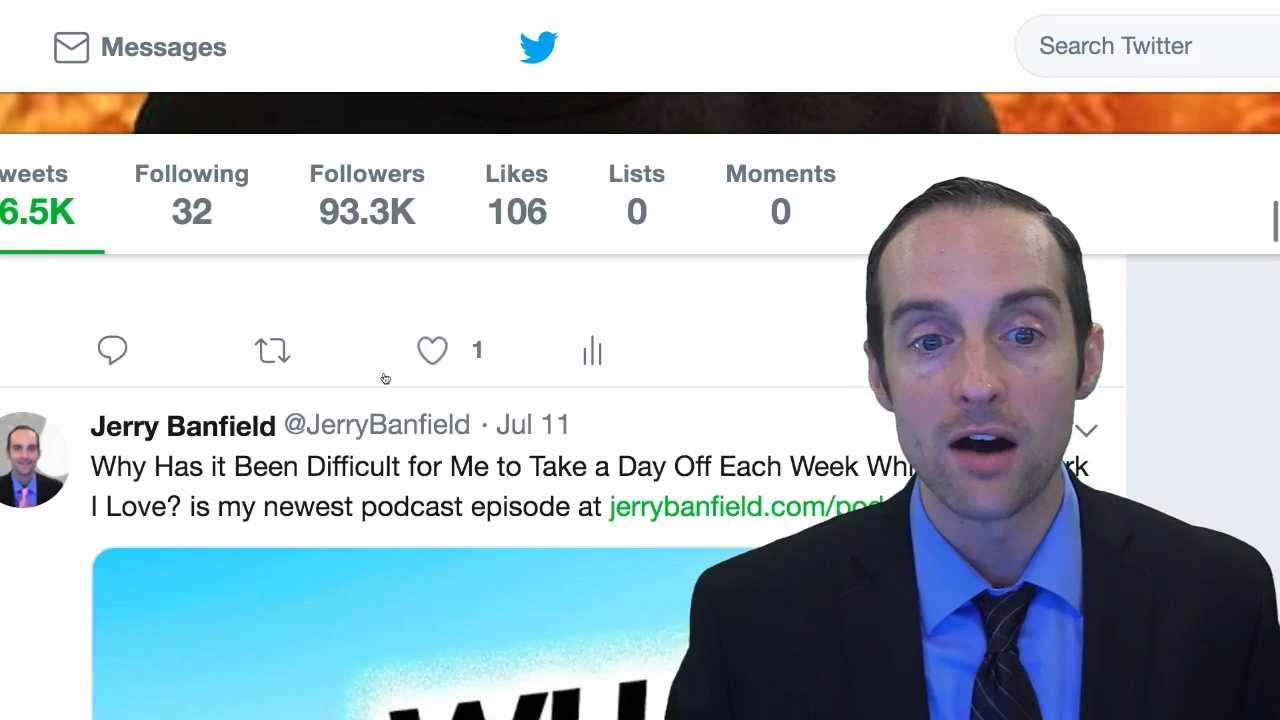 Messages
Search Twitter
weets Following Followers Likes Lists Moments
6.5K 32 93.3K 106 0 0
1
Jerry Banfield @JerryBanfield · Jul 11
Why Has it Been Difficult for Me to Take a Day Off Each Week Whi rk
I Love? is my newest podcast episode at jerrybanfield.com/pod
WH